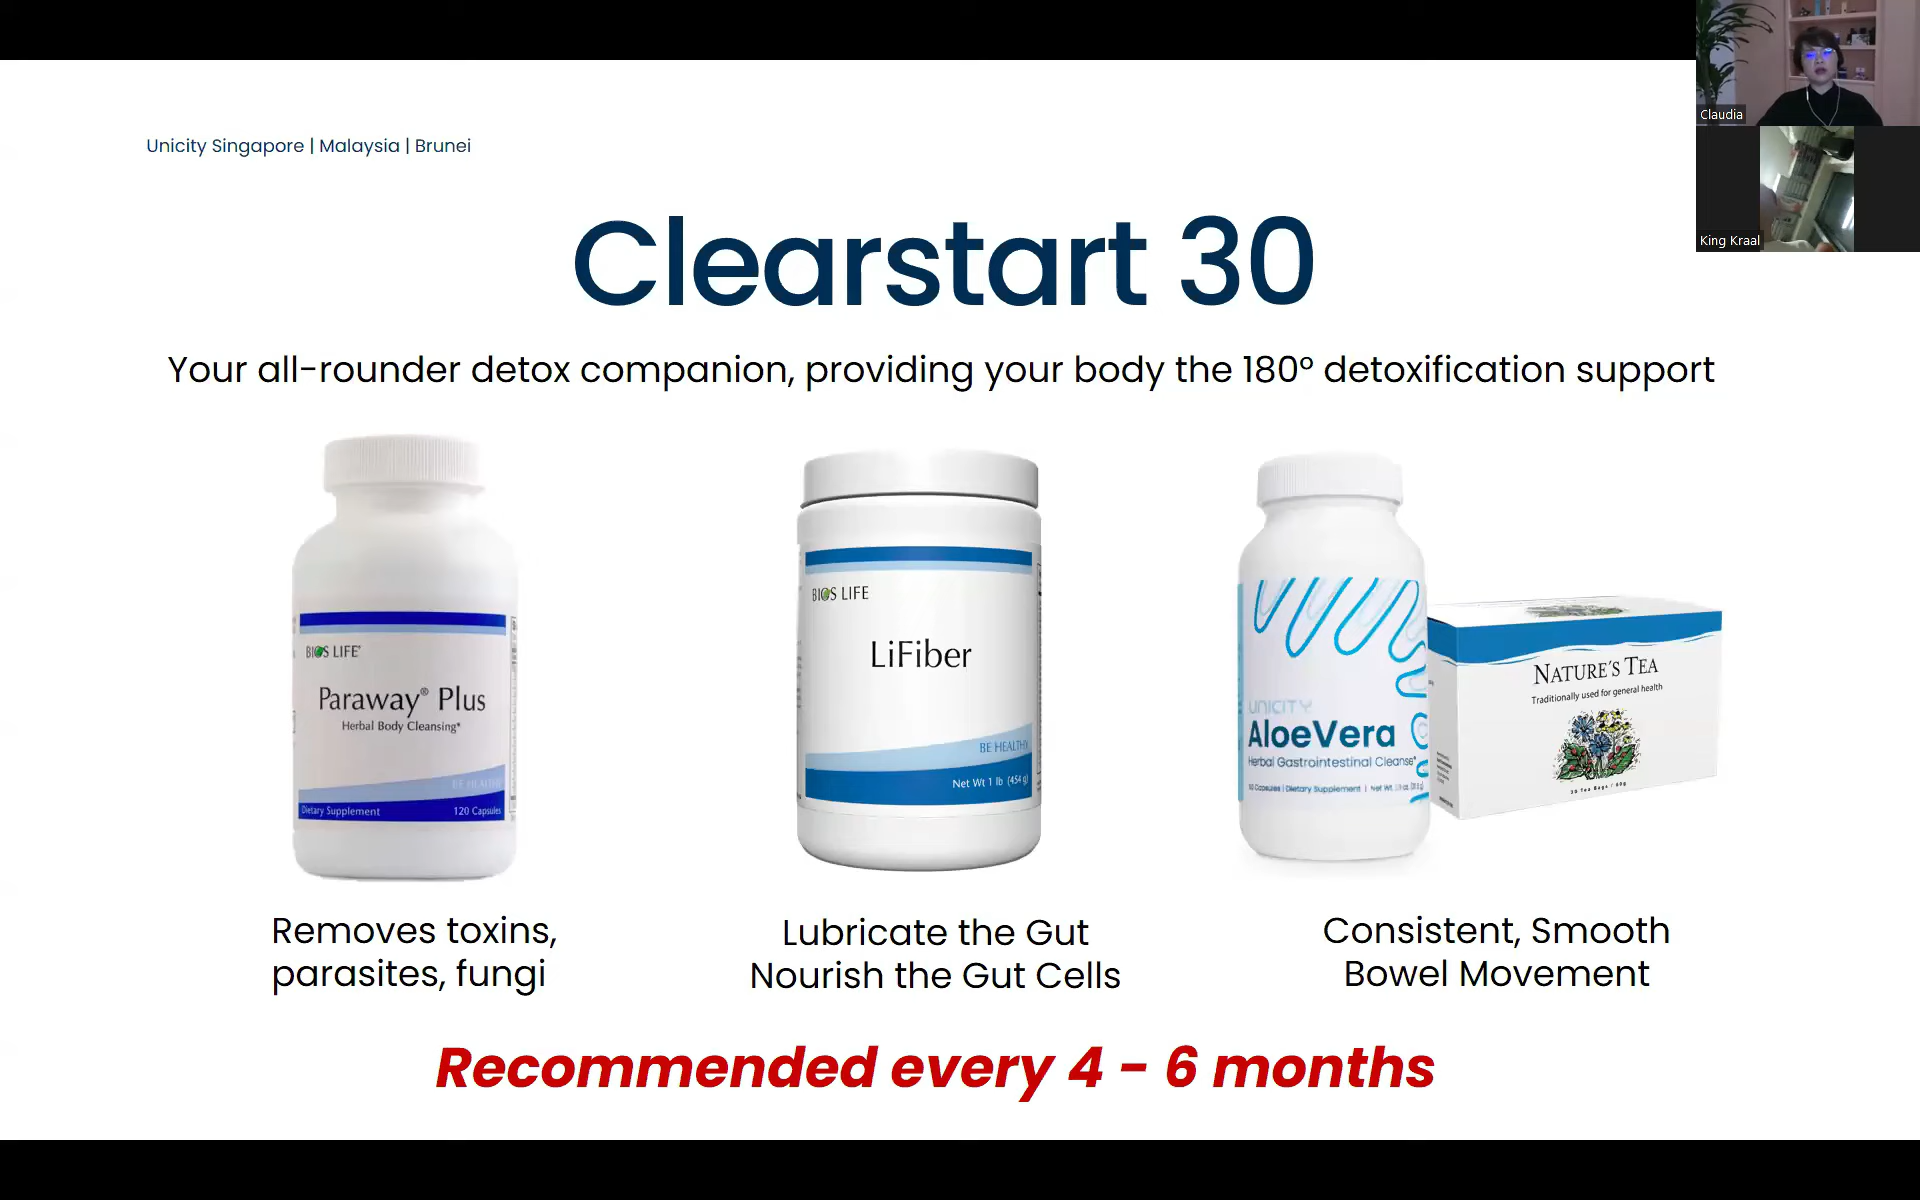 Unicity Singapore | Malaysia | Brunei
Clearstart 30
Your all-rounder detox companion, providing your body the 180° detoxification support
BIOS LIFE®
Paraway® Plus
Herbal Body Cleansing*
BE HEALTHY
Dietary Supplement
120 Capsules
BIOS LIFE
LiFiber
BE HEALTHY
Net Wt 1 lb (454 g)
UNICITY
AloeVera
Herbal Gastrointestinal Cleanse*
NATURE'S TEA
Traditionally used for general health
Removes toxins,
parasites, fungi
Lubricate the Gut
Nourish the Gut Cells
Consistent, Smooth
Bowel Movement
Recommended every 4 - 6 months
Claudia
King Kraal